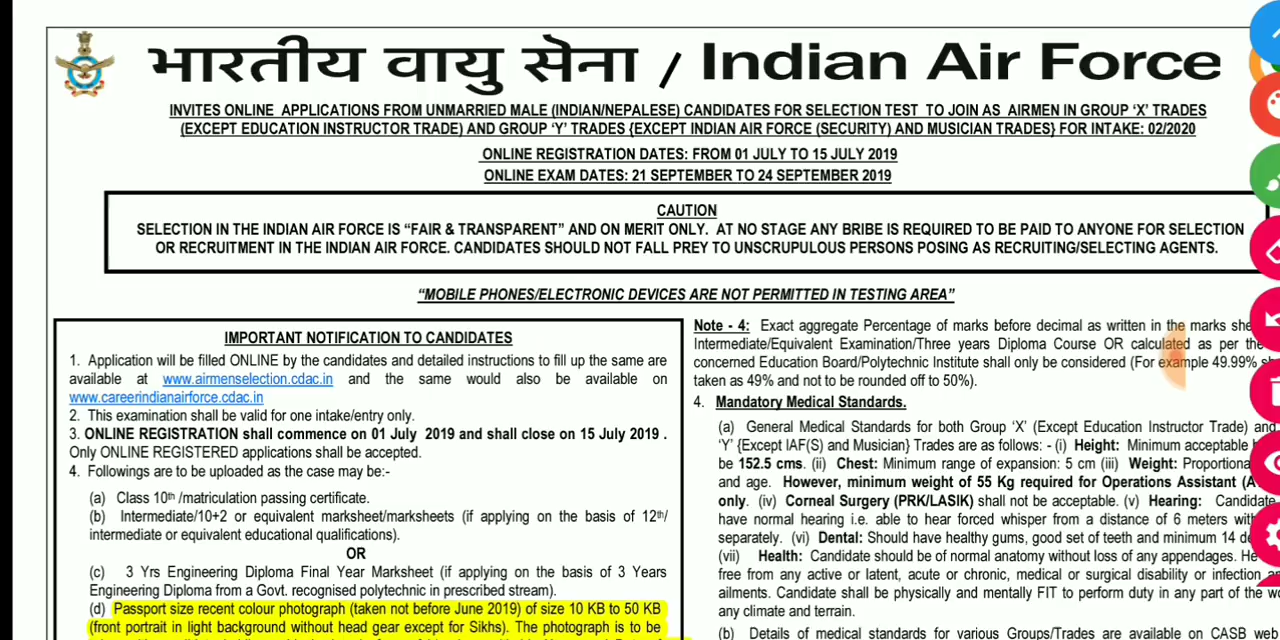 भारतीय वायु सेना / Indian Air Force
INVITES ONLINE APPLICATIONS FROM UNMARRIED MALE (INDIAN/NEPALESE) CANDIDATES FOR SELECTION TEST TO JOIN AS AIRMEN IN GROUP ‘X’ TRADES
(EXCEPT EDUCATION INSTRUCTOR TRADE) AND GROUP ‘Y’ TRADES {EXCEPT INDIAN AIR FORCE (SECURITY) AND MUSICIAN TRADES} FOR INTAKE: 02/2020
ONLINE REGISTRATION DATES: FROM 01 JULY TO 15 JULY 2019
ONLINE EXAM DATES: 21 SEPTEMBER TO 24 SEPTEMBER 2019
CAUTION
SELECTION IN THE INDIAN AIR FORCE IS “FAIR & TRANSPARENT” AND ON MERIT ONLY. AT NO STAGE ANY BRIBE IS REQUIRED TO BE PAID TO ANYONE FOR SELECTION
OR RECRUITMENT IN THE INDIAN AIR FORCE. CANDIDATES SHOULD NOT FALL PREY TO UNSCRUPULOUS PERSONS POSING AS RECRUITING/SELECTING AGENTS.
“MOBILE PHONES/ELECTRONIC DEVICES ARE NOT PERMITTED IN TESTING AREA”
IMPORTANT NOTIFICATION TO CANDIDATES
1. Application will be filled ONLINE by the candidates and detailed instructions to fill up the same are
available at www.airmenselection.cdac.in and the same would also be available on
www.careerindianairforce.cdac.in
2. This examination shall be valid for one intake/entry only.
3. ONLINE REGISTRATION shall commence on 01 July 2019 and shall close on 15 July 2019 .
Only ONLINE REGISTERED applications shall be accepted.
4. Followings are to be uploaded as the case may be:-
(a) Class 10th /matriculation passing certificate.
(b) Intermediate/10+2 or equivalent marksheet/marksheets (if applying on the basis of 12th/
intermediate or equivalent educational qualifications).
OR
(c) 3 Yrs Engineering Diploma Final Year Marksheet (if applying on the basis of 3 Years
Engineering Diploma from a Govt. recognised polytechnic in prescribed stream).
(d) Passport size recent colour photograph (taken not before June 2019) of size 10 KB to 50 KB
(front portrait in light background without head gear except for Sikhs). The photograph is to be
Note - 4: Exact aggregate Percentage of marks before decimal as written in the marks
Intermediate/Equivalent Examination/Three years Diploma Course OR calculated as per the
concerned Education Board/Polytechnic Institute shall only be considered (For example 49.99%
taken as 49% and not to be rounded off to 50%).
4. Mandatory Medical Standards.
(a) General Medical Standards for both Group ‘X’ (Except Education Instructor Trade) and
‘Y’ {Except IAF(S) and Musician} Trades are as follows: - (i) Height: Minimum acceptable
be 152.5 cms. (ii) Chest: Minimum range of expansion: 5 cm (iii) Weight:
and age. However, minimum weight of 55 Kg required for Operations Assistant
only. (iv) Corneal Surgery (PRK/LASIK) shall not be acceptable. (v) Hearing: Candidate
have normal hearing i.e. able to hear forced whisper from a distance of 6 meters
separately. (vi) Dental: Should have healthy gums, good set of teeth and minimum 14
(vii) Health: Candidate should be of normal anatomy without loss of any appendages.
free from any active or latent, acute or chronic, medical or surgical disability or infection
ailments. Candidate shall be physically and mentally FIT to perform duty in any part of the
any climate and terrain.
(b) Details of medical standards for various Groups/Trades are available on CASB web